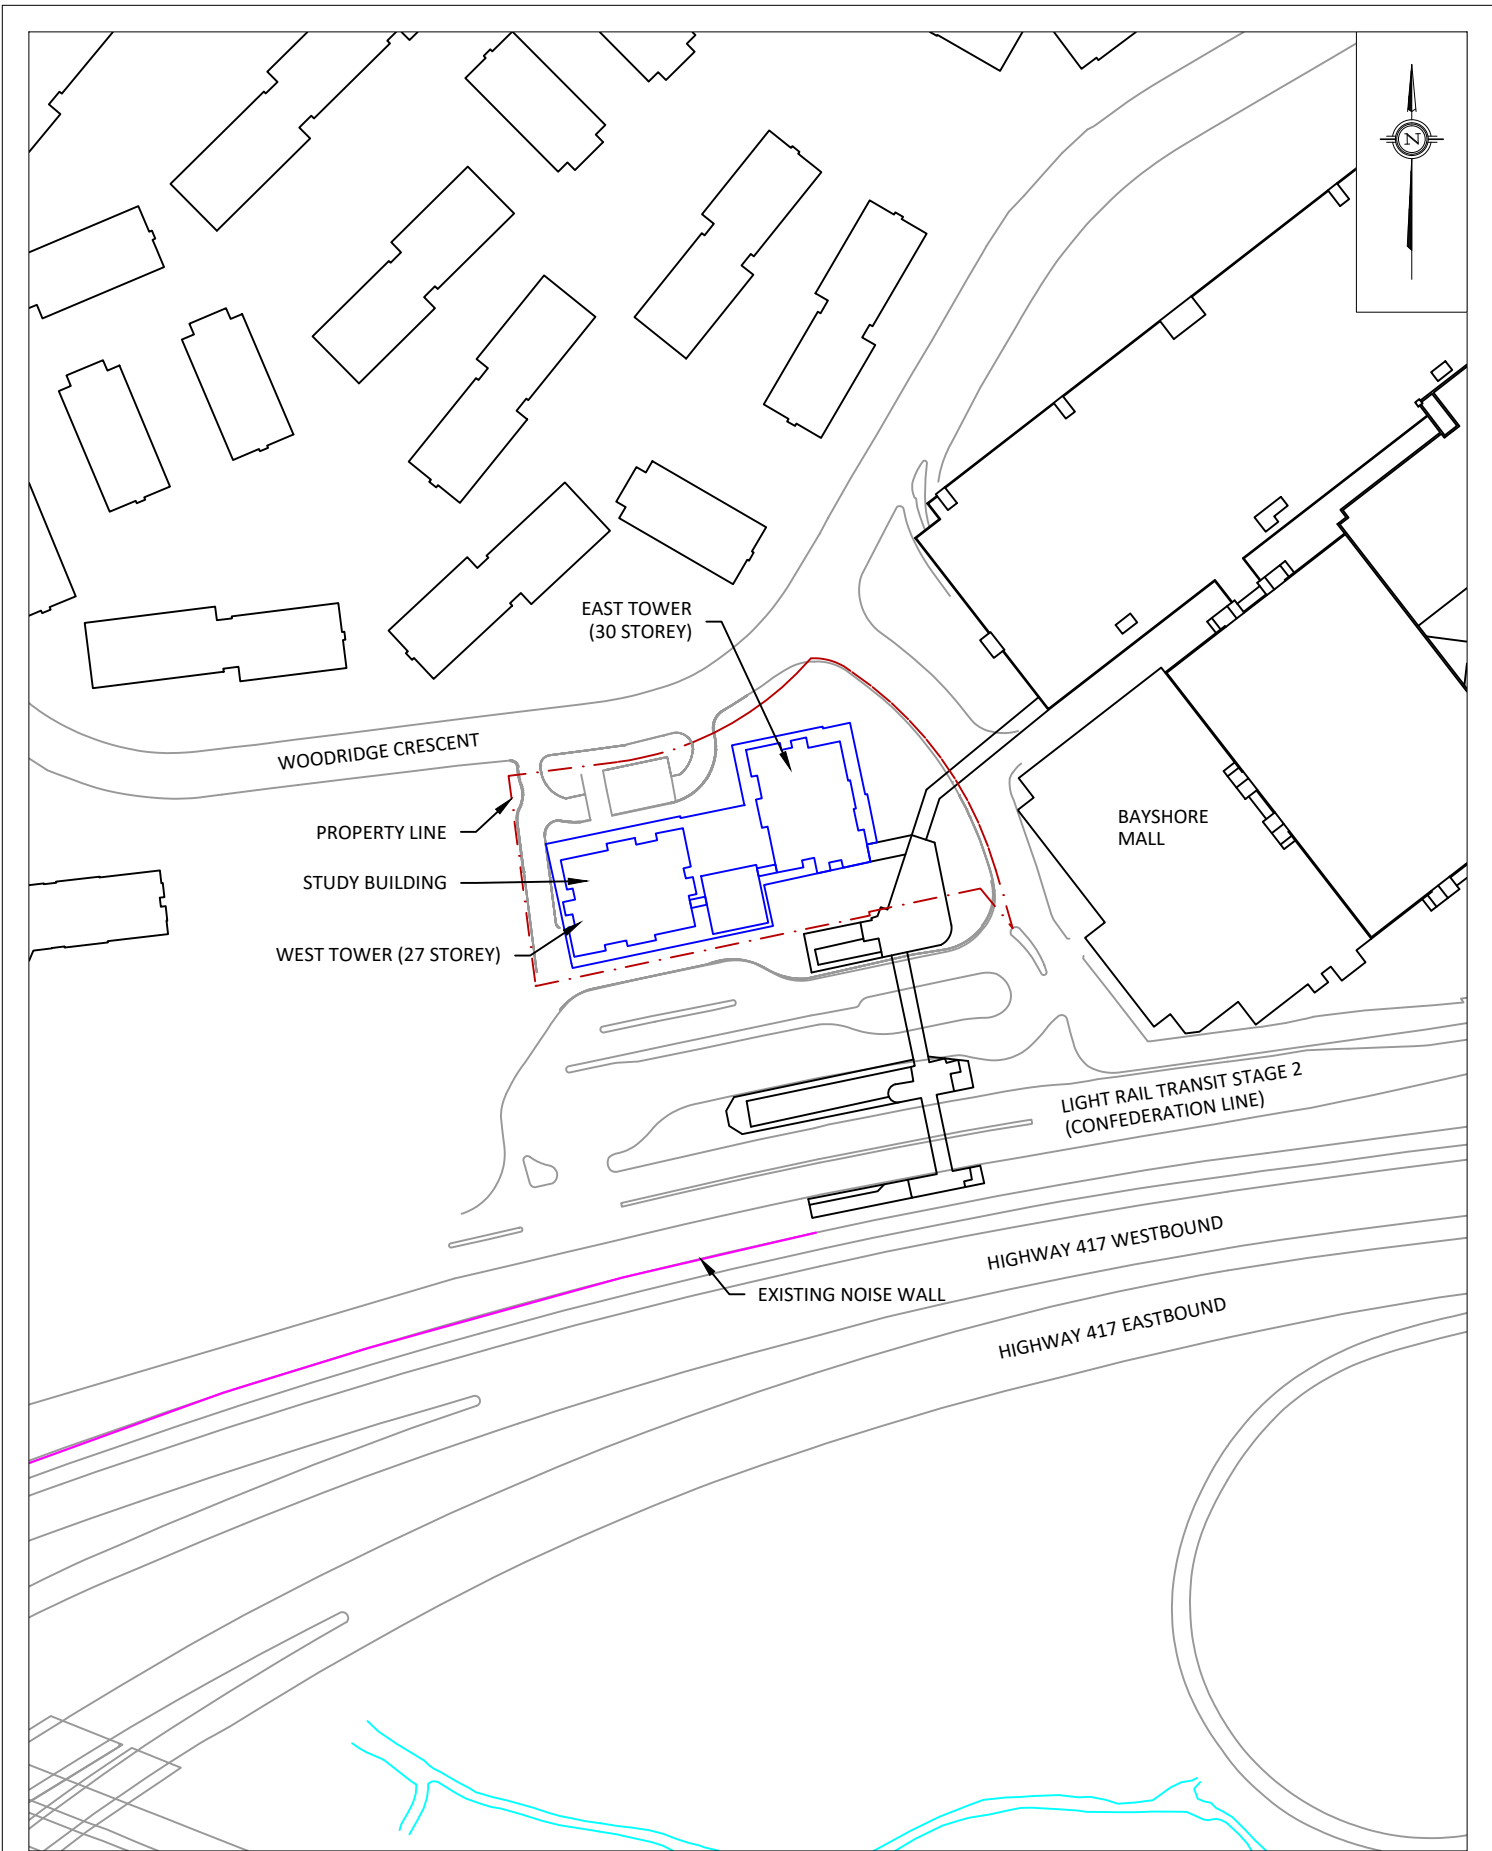 N
EAST TOWER
(30 STOREY)
WOODRIDGE CRESCENT
PROPERTY LINE
BAYSHORE
MALL
STUDY BUILDING
WEST TOWER (27 STOREY)
LIGHT RAIL TRANSIT STAGE 2
(CONFEDERATION LINE)
HIGHWAY 417 WESTBOUND
EXISTING NOISE WALL
HIGHWAY 417 EASTBOUND